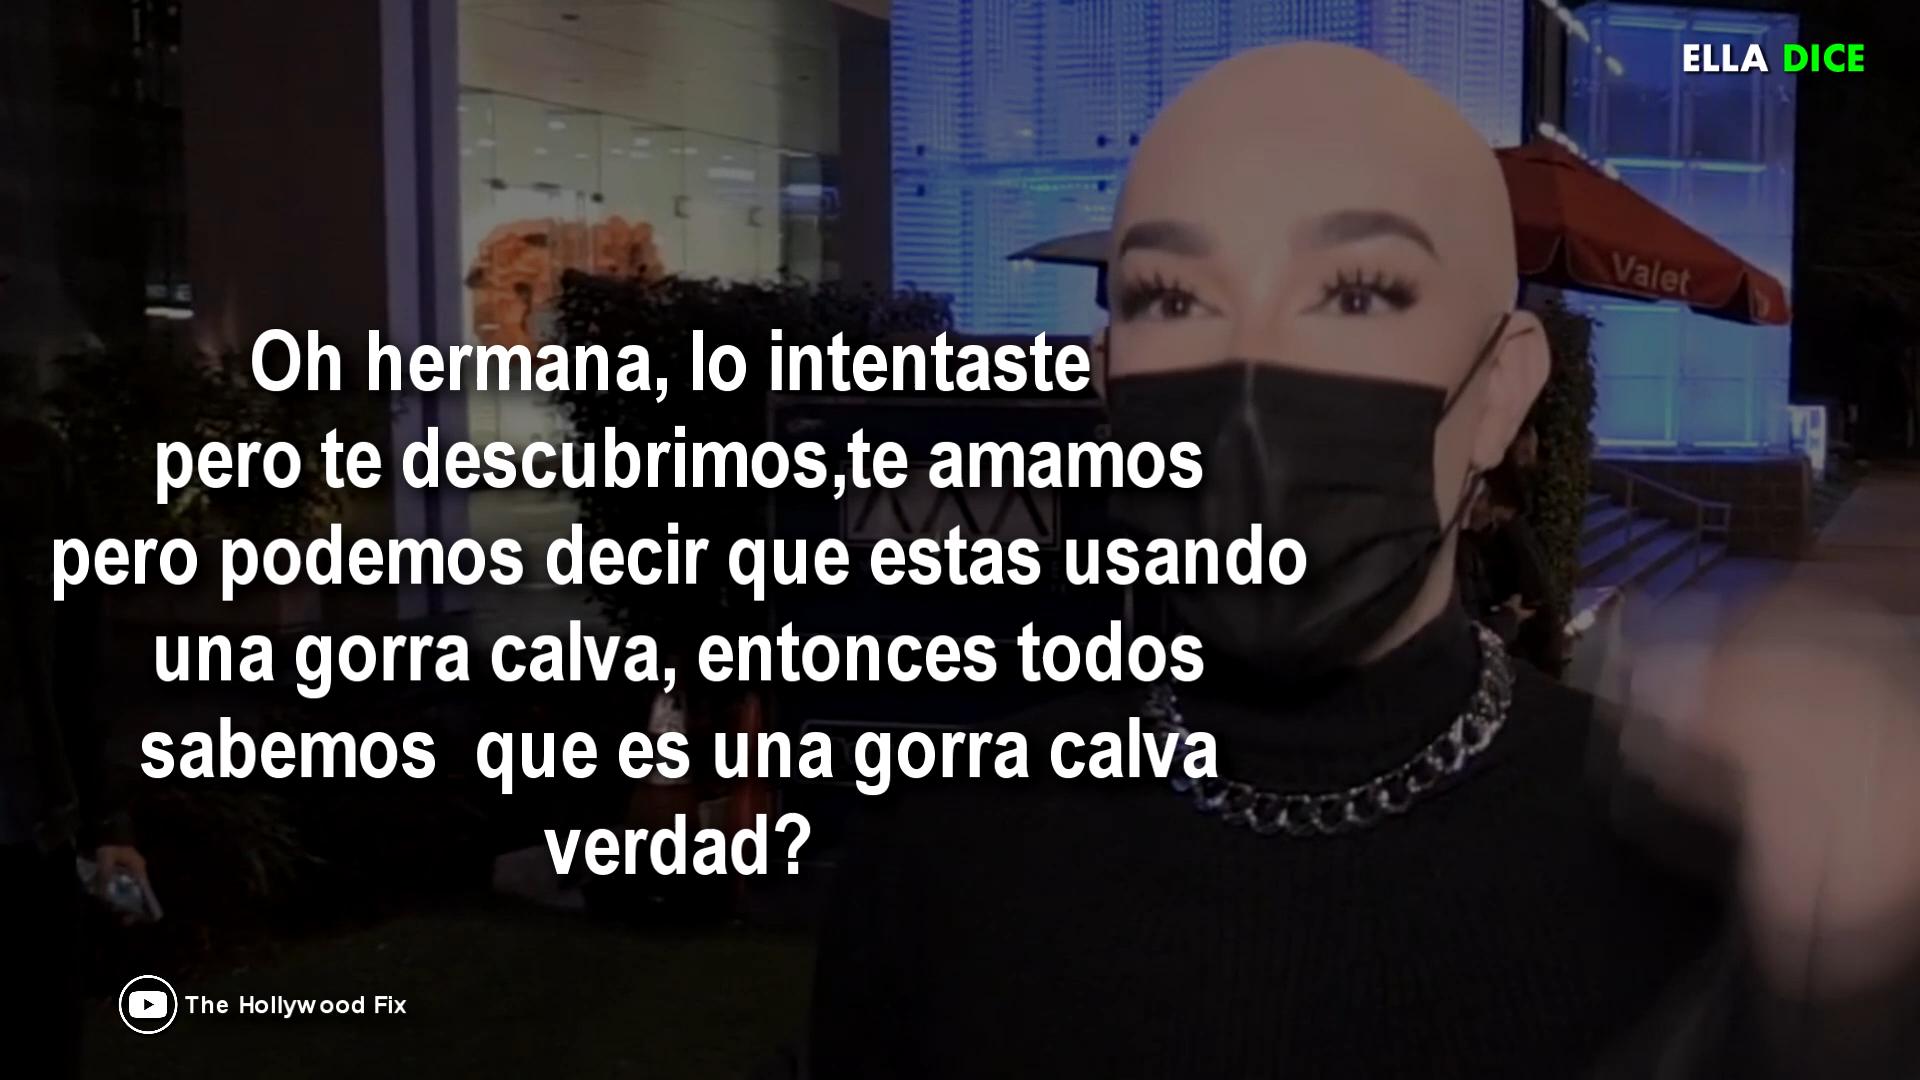 ELLA DICE
Valet
Oh hermana, lo intentaste
pero te descubrimos,te amamos
pero podemos decir que estas usando
una gorra calva, entonces todos
sabemos  que es una gorra calva
verdad?
The Hollywood Fix